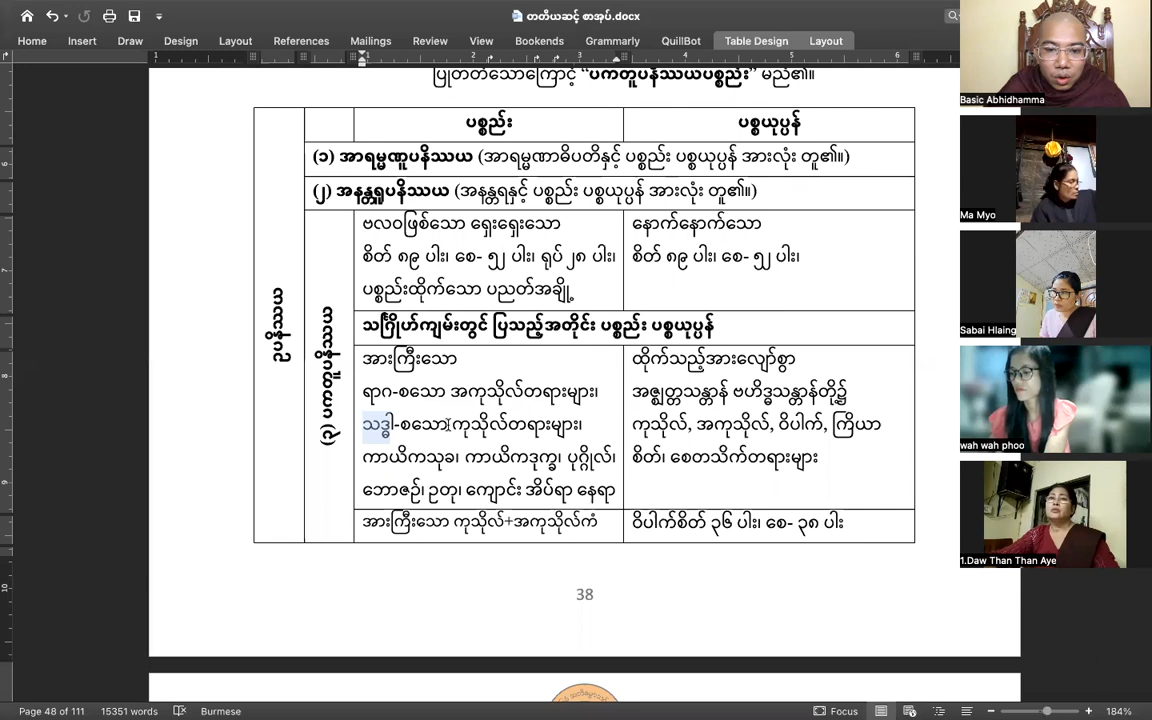 တတိယဆင့် စာအုပ်.docx
Home Insert Draw Design Layout References Mailings Review View Bookends Grammarly QuillBot Table Design Layout
1 1 2 3 4 5 6
ပြုတတ်သောကြောင့် “ပကတူပနိဿယပစ္စည်း” မည်၏။
ပစ္စည်း ပစ္စယုပ္ပန်
(၁) အာရမ္မဏူပနိဿယ (အာရမ္မဏာဓိပတိနှင့် ပစ္စည်း ပစ္စယုပ္ပန် အားလုံး တူ၏။)
(၂) အနန္တရူပနိဿယ (အနန္တရနှင့် ပစ္စည်း ပစ္စယုပ္ပန် အားလုံး တူ၏။)
ဥပနိဿယ
(၃) ပကတူပနိဿယ
ဗလဝဖြစ်သော ရှေးရှေးသော နောက်နောက်သော
စိတ် ၈၉ ပါး၊ စေ- ၅၂ ပါး၊ ရုပ် ၂၈ ပါး၊ စိတ် ၈၉ ပါး၊ စေ- ၅၂ ပါး၊
ပစ္စည်းထိုက်သော ပညတ်အချို့
သင်္ဂြိုဟ်ကျမ်းတွင် ပြသည့်အတိုင်း ပစ္စည်း ပစ္စယုပ္ပန်
အားကြီးသော ထိုက်သည့်အားလျော်စွာ
ရာဂ-စသော အကုသိုလ်တရားများ၊ အဇ္ဈတ္တသန္တာန် ဗဟိဒ္ဓသန္တာန်တို့၌
သဒ္ဓါ-စသော ကုသိုလ်တရားများ၊ ကုသိုလ်, အကုသိုလ်, ဝိပါက်, ကြိယာ
ကာယိကသုခ၊ ကာယိကဒုက္ခ၊ ပုဂ္ဂိုလ်၊ စိတ်၊ စေတသိက်တရားများ
ဘောဇဉ်၊ ဥတု၊ ကျောင်း အိပ်ရာ နေရာ
အားကြီးသော ကုသိုလ်+အကုသိုလ်ကံ ဝိပါက်စိတ် ၃၆ ပါး၊ စေ- ၃၈ ပါး
38
Basic Abhidhamma
Ma Myo
Sabai Hlaing
wah wah phoo
1.Daw Than Than Aye
Page 48 of 111 15351 words Burmese Focus 184%